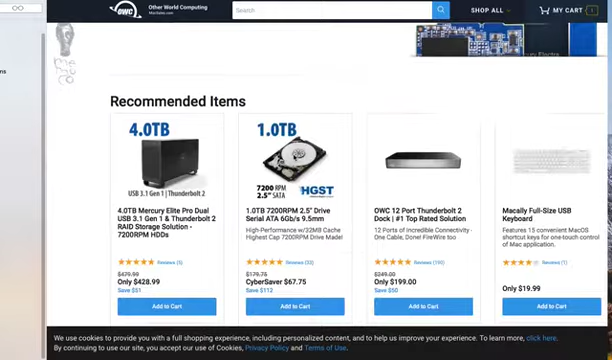 OWC
Other World Computing
MacSales.com
Search
SHOP ALL
MY CART
Recommended Items
4.0TB
USB 3.1 Gen 1 | Thunderbolt 2
4.0TB Mercury Elite Pro Dual
USB 3.1 Gen 1 & Thunderbolt 2
RAID Storage Solution -
7200RPM HDDs
Reviews (5)
$479.99
Only $428.99
Save $51
Add to Cart
1.0TB
7200 RPM
2.5" SATA
HGST
1.0TB 7200RPM 2.5" Drive
Serial ATA 6Gb/s 9.5mm
High-Performance w/32MB Cache
Highest Cap 7200RPM Drive Made!
$179.75
CyberSaver $67.75
Save $112
Add to Cart
OWC 12 Port Thunderbolt 2
Dock | #1 Top Rated Solution
12 Ports of Incredible Connectivity -
One Cable, Done! FireWire too
$249.00
Only $199.00
Save $50
Add to Cart
Macally Full-Size USB
Keyboard
Features 15 convenient MacOS
shortcut keys for one-touch control
of Mac application.
Reviews (1)
Only $19.99
Add to Cart
We use cookies to provide you with a full shopping experience, including personalized content, and to help us improve your experience. To learn more, click here.
By continuing to use our site, you accept our use of Cookies, Privacy Policy and Terms of Use.